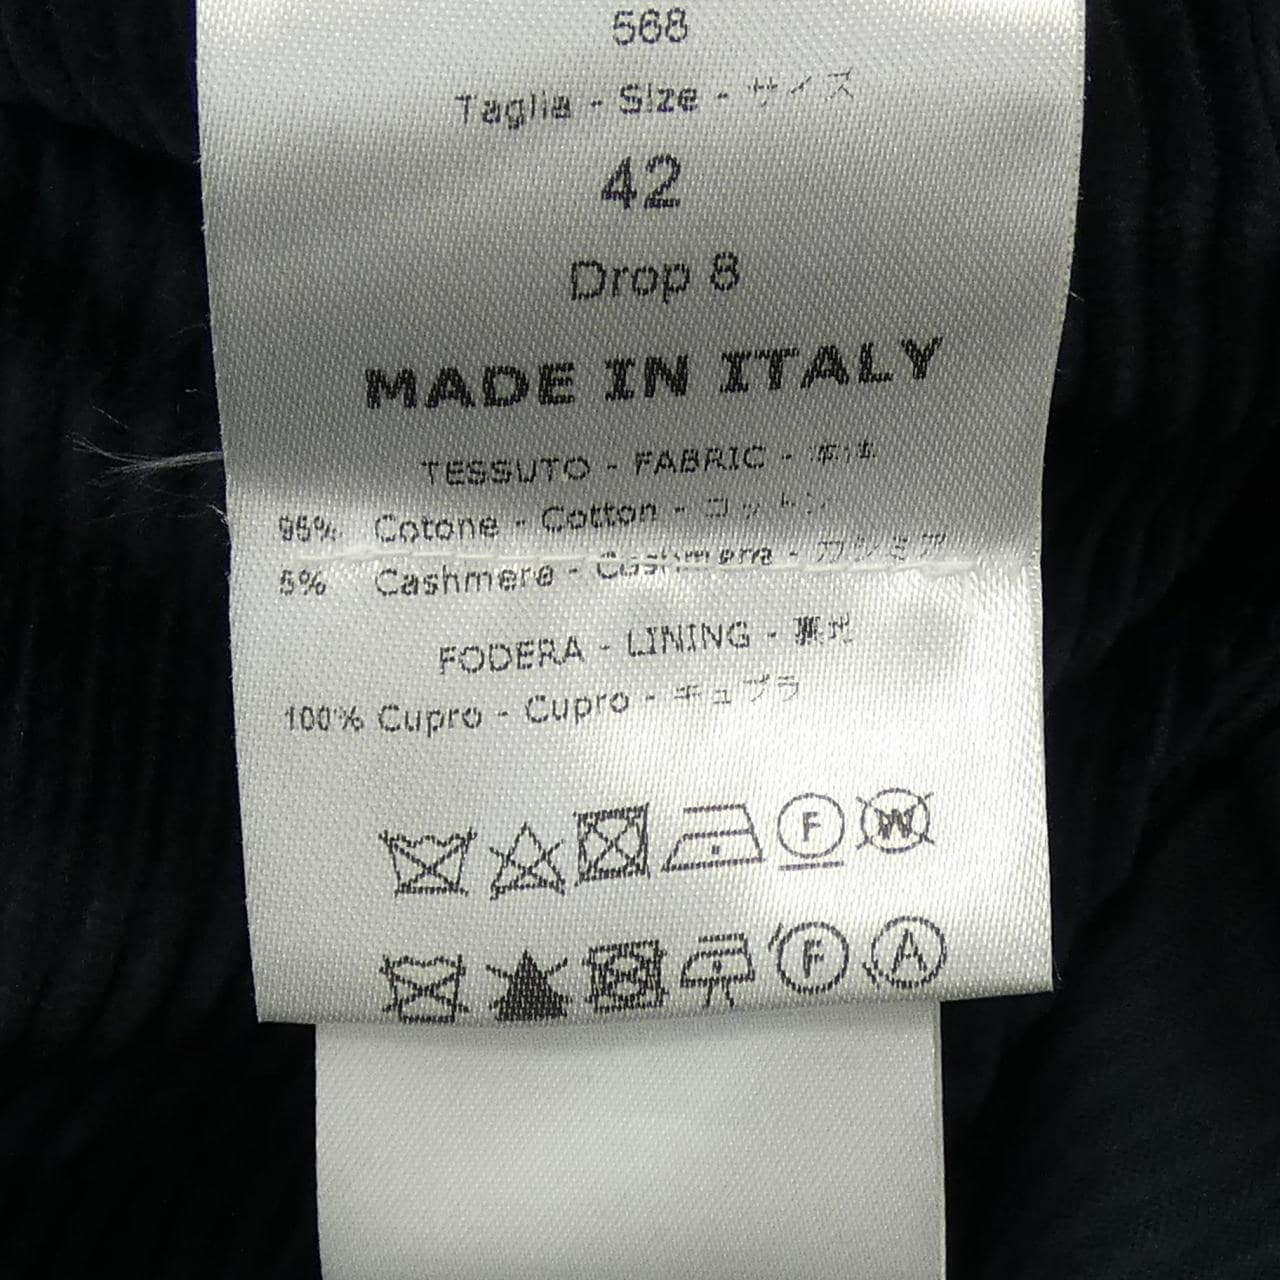 568
Taglia - Size - サイズ
42
Drop 8
MADE IN ITALY
TESSUTO - FABRIC -
95% Cotone - Cotton - コットン
5% Cashmere - Cashmere - カシミア
FODERA - LINING - 裏地
100% Cupro - Cupro - キュプラ
F W
F A